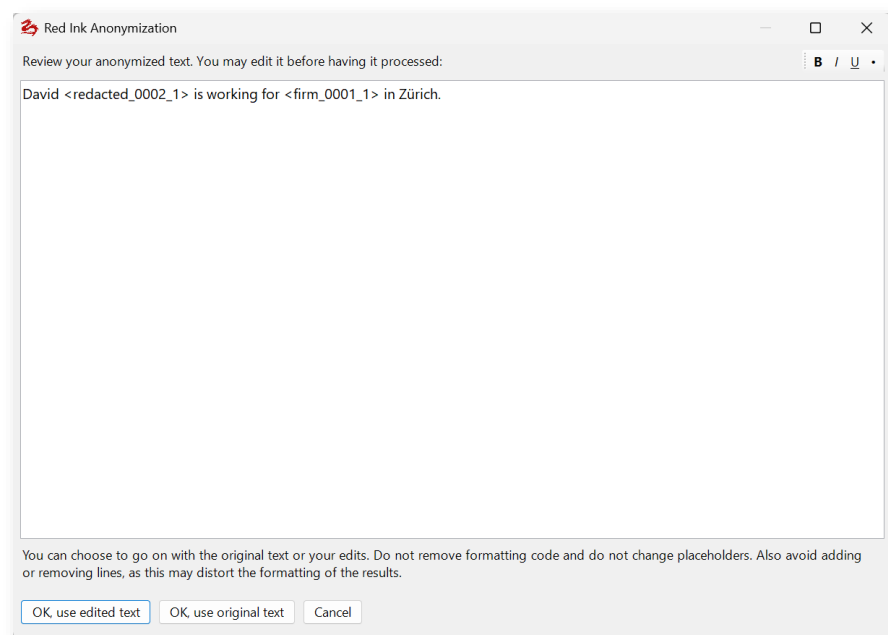 Red Ink Anonymization
Review your anonymized text. You may edit it before having it processed:
B I U •
David <redacted_0002_1> is working for <firm_0001_1> in Zürich.
You can choose to go on with the original text or your edits. Do not remove formatting code and do not change placeholders. Also avoid adding
or removing lines, as this may distort the formatting of the results.
OK, use edited text OK, use original text Cancel